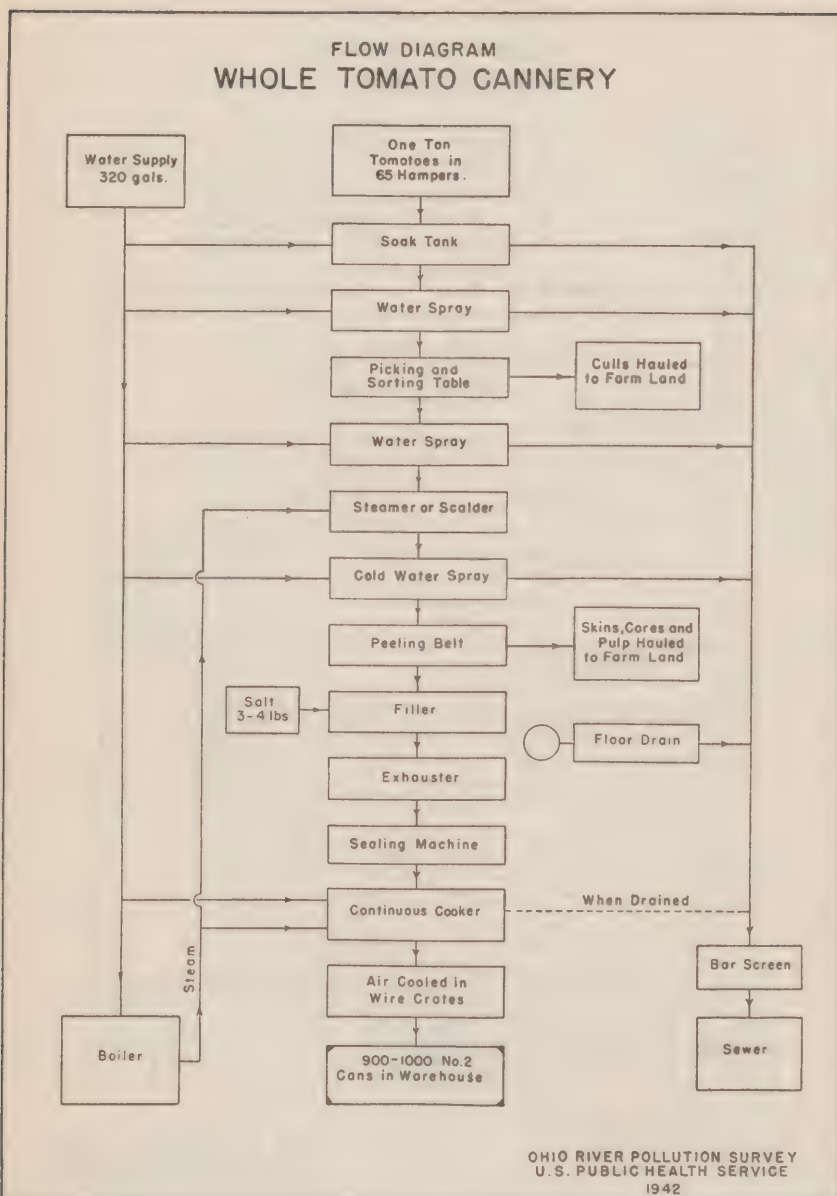 FLOW DIAGRAM
WHOLE TOMATO CANNERY
Water Supply
320 gals.
One Ton
Tomatoes in
65 Hampers.
Soak Tank
Water Spray
Picking and
Sorting Table
Culls Hauled
to Farm Land
Water Spray
Steamer or Scalder
Cold Water Spray
Peeling Belt
Skins, Cores and
Pulp Hauled
to Farm Land
Salt
3-4 lbs
Filler
Floor Drain
Exhauster
Sealing Machine
Continuous Cooker
When Drained
Steam
Bar Screen
Air Cooled in
Wire Crates
Boiler
900-1000 No.2
Cans in Warehouse
Sewer
OHIO RIVER POLLUTION SURVEY
U.S. PUBLIC HEALTH SERVICE
1942